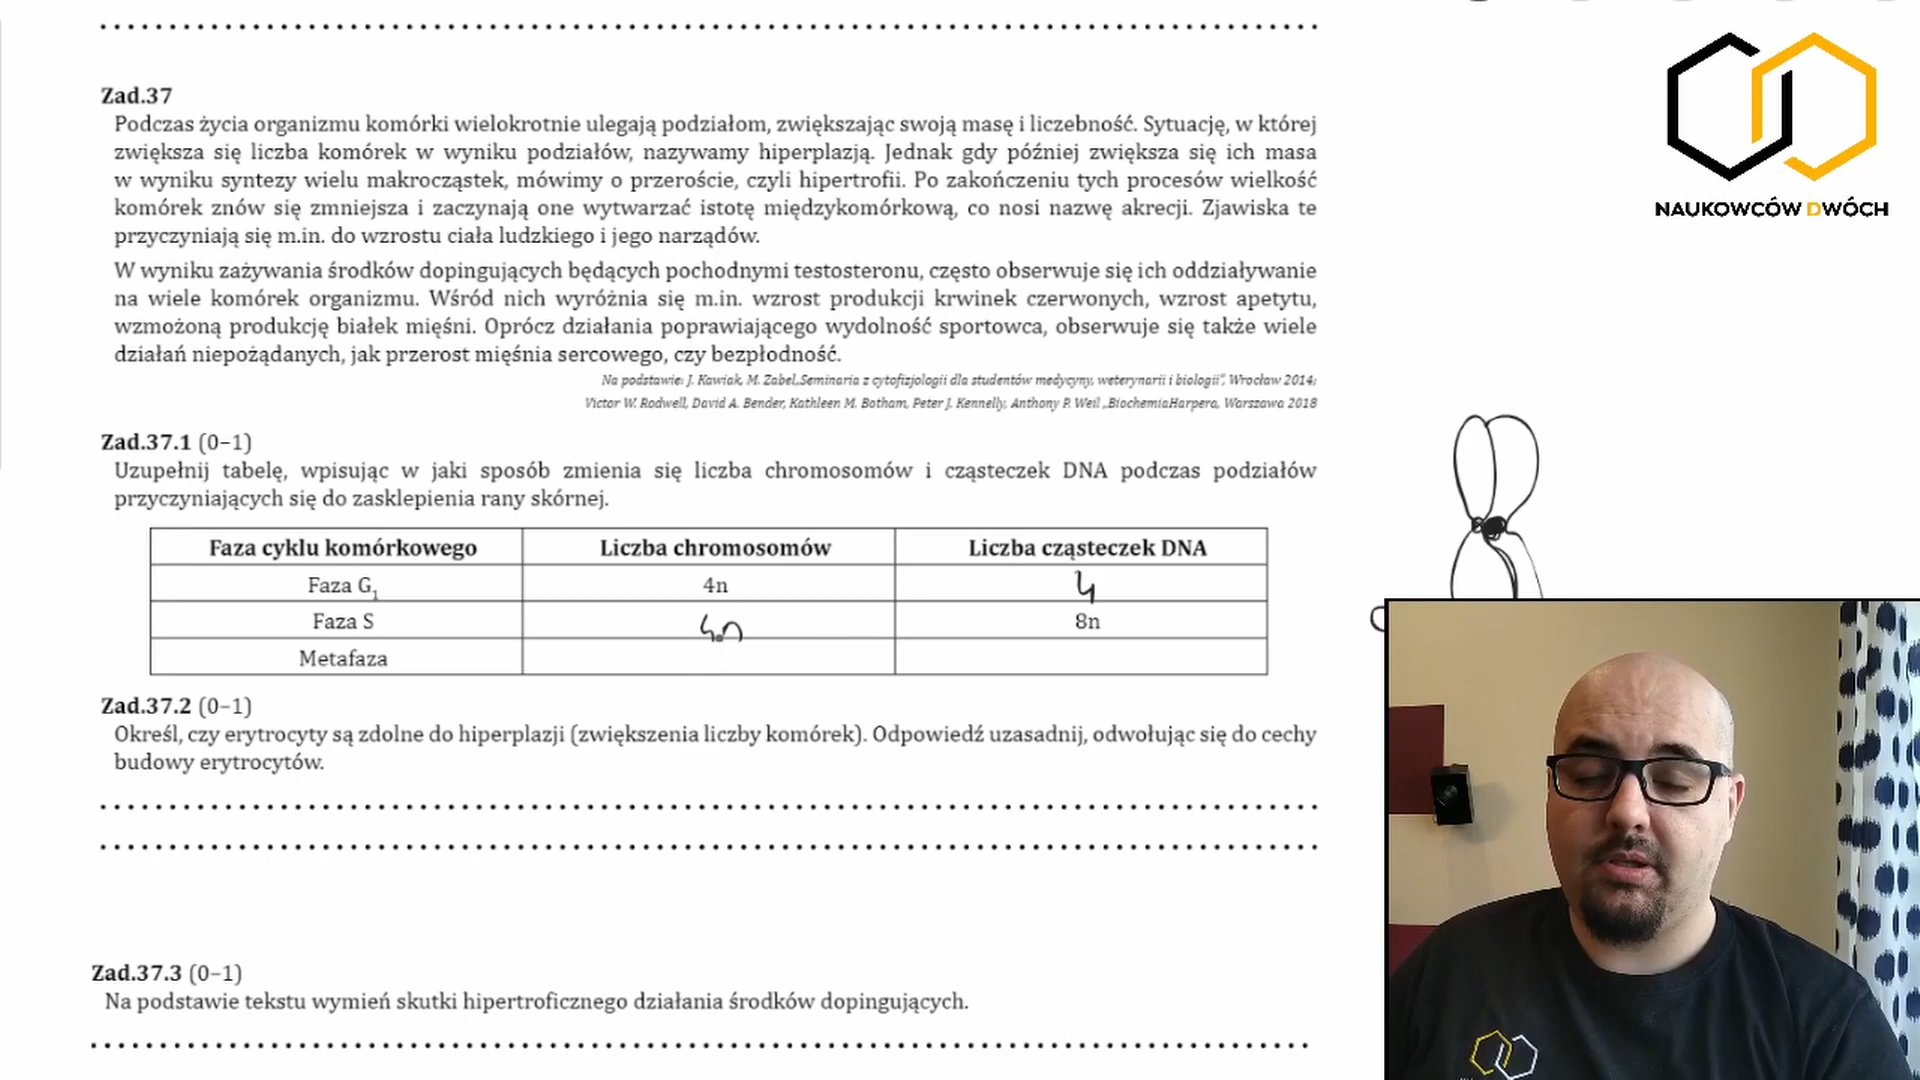 Zad.37
Podczas życia organizmu komórki wielokrotnie ulegają podziałom, zwiększając swoją masę i liczebność. Sytuację, w której
zwiększa się liczba komórek w wyniku podziałów, nazywamy hiperplazją. Jednak gdy później zwiększa się ich masa
w wyniku syntezy wielu makrocząstek, mówimy o przeroście, czyli hipertrofii. Po zakończeniu tych procesów wielkość
komórek znów się zmniejsza i zaczynają one wytwarzać istotę międzykomórkową, co nosi nazwę akrecji. Zjawiska te
przyczyniają się m.in. do wzrostu ciała ludzkiego i jego narządów.
W wyniku zażywania środków dopingujących będących pochodnymi testosteronu, często obserwuje się ich oddziaływanie
na wiele komórek organizmu. Wśród nich wyróżnia się m.in. wzrost produkcji krwinek czerwonych, wzrost apetytu,
wzmożoną produkcję białek mięśni. Oprócz działania poprawiającego wydolność sportowca, obserwuje się także wiele
działań niepożądanych, jak przerost mięśnia sercowego, czy bezpłodność.
Na podstawie: J. Kawiak, M. Zabel„Seminaria z cytofizjologii dla studentów medycyny, weterynarii i biologii”, Wrocław 2014;
Victor W. Rodwell, David A. Bender, Kathleen M. Botham, Peter J. Kennelly, Anthony P. Weil „BiochemiaHarpera, Warszawa 2018
Zad.37.1 (0–1)
Uzupełnij tabelę, wpisując w jaki sposób zmienia się liczba chromosomów i cząsteczek DNA podczas podziałów
przyczyniających się do zasklepienia rany skórnej.
Faza cyklu komórkowego Liczba chromosomów Liczba cząsteczek DNA
Faza G₁ 4n 4
Faza S 4n 8n
Metafaza
Zad.37.2 (0–1)
Określ, czy erytrocyty są zdolne do hiperplazji (zwiększenia liczby komórek). Odpowiedź uzasadnij, odwołując się do cechy
budowy erytrocytów.
Zad.37.3 (0–1)
Na podstawie tekstu wymień skutki hipertroficznego działania środków dopingujących.
NAUKOWCÓW DWÓCH